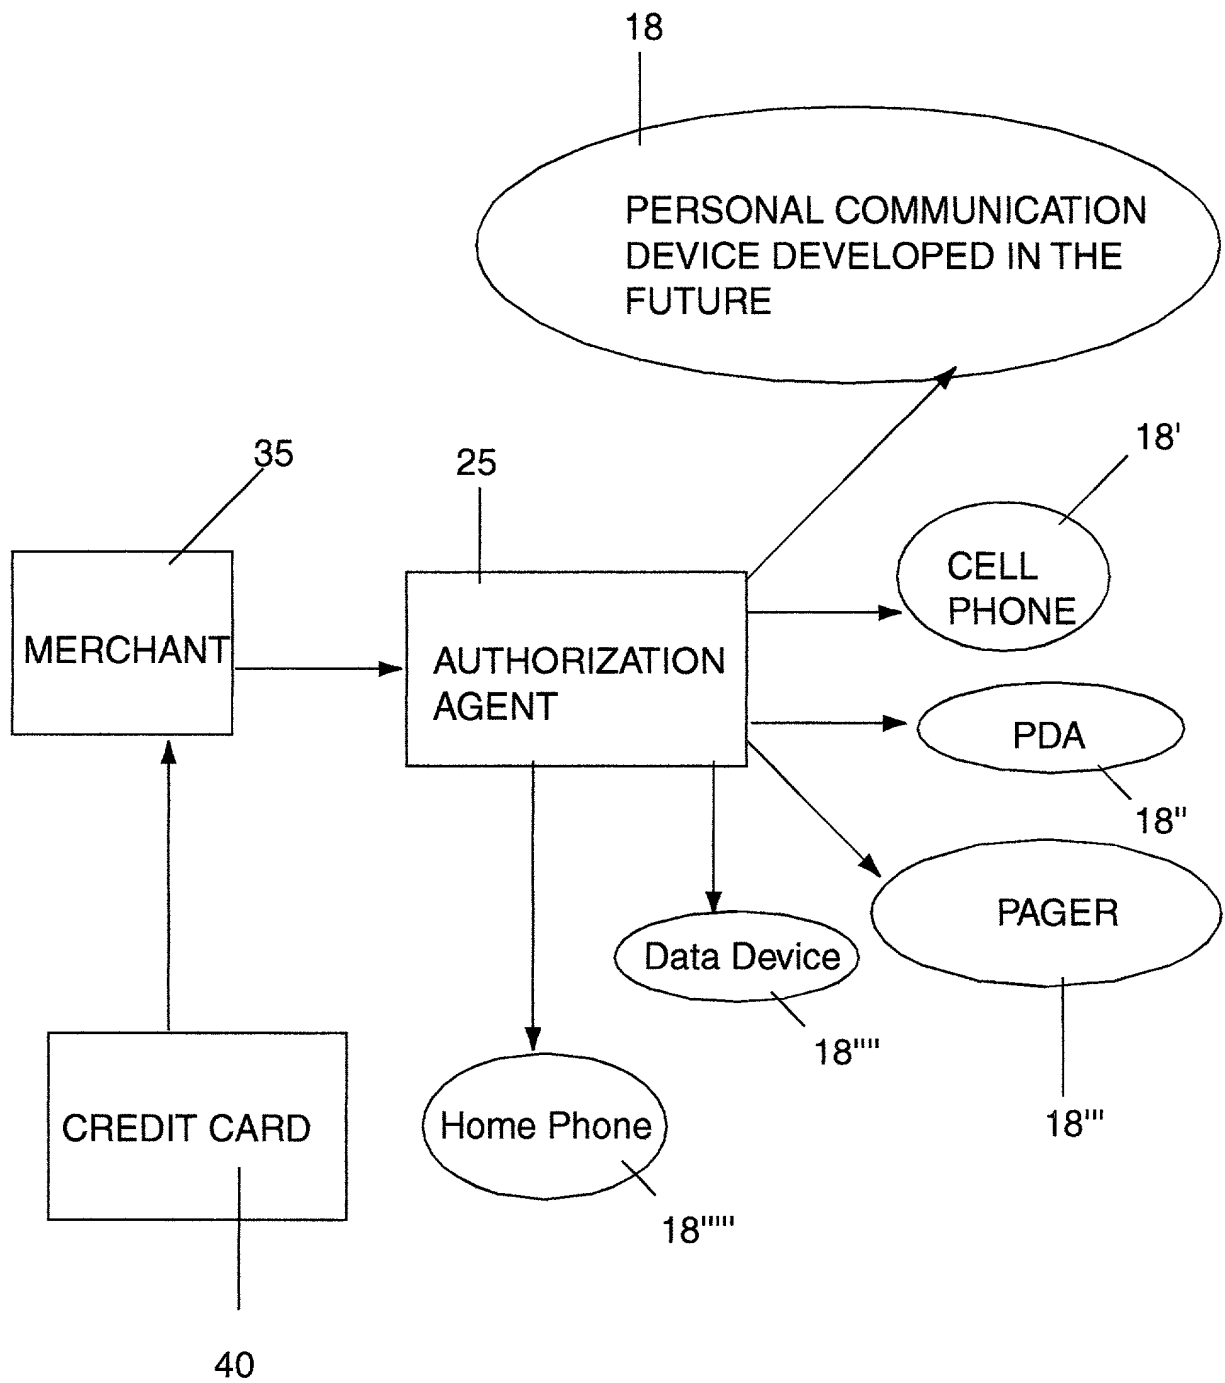 18
PERSONAL COMMUNICATION
DEVICE DEVELOPED IN THE
FUTURE
35
25
18'
MERCHANT
AUTHORIZATION
AGENT
CELL
PHONE
PDA
18''
PAGER
Data Device
18''''
18'''
CREDIT CARD
Home Phone
18'''''
40